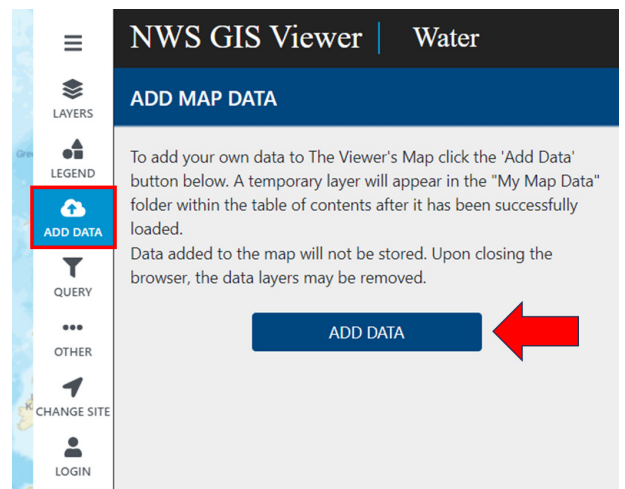 NWS GIS Viewer | Water
LAYERS
LEGEND
ADD DATA
QUERY
OTHER
CHANGE SITE
LOGIN
ADD MAP DATA
To add your own data to The Viewer's Map click the 'Add Data'
button below. A temporary layer will appear in the "My Map Data"
folder within the table of contents after it has been successfully
loaded.
Data added to the map will not be stored. Upon closing the
browser, the data layers may be removed.
ADD DATA